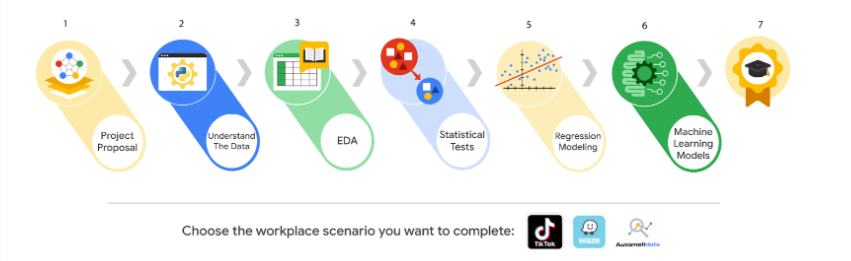 1
2
3
4
5
6
7
Project
Proposal
Understand
The Data
EDA
Statistical
Tests
Regression
Modeling
Machine
Learning
Models
Choose the workplace scenario you want to complete:
TikTok
waze
Automatidata